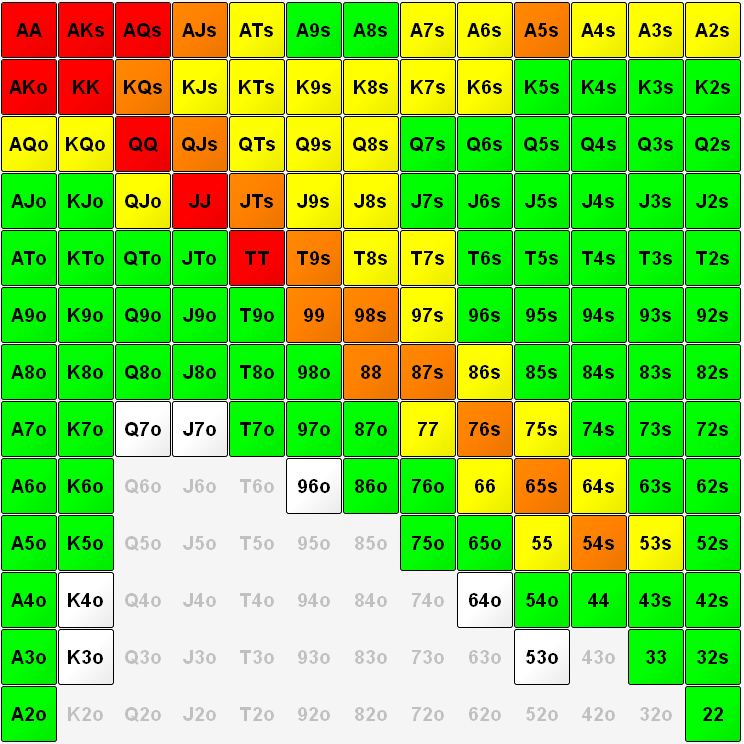 AA AKs AQs AJs ATs A9s A8s A7s A6s A5s A4s A3s A2s
AKo KK KQs KJs KTs K9s K8s K7s K6s K5s K4s K3s K2s
AQo KQo QQ QJs QTs Q9s Q8s Q7s Q6s Q5s Q4s Q3s Q2s
AJo KJo QJo JJ JTs J9s J8s J7s J6s J5s J4s J3s J2s
ATo KTo QTo JTo TT T9s T8s T7s T6s T5s T4s T3s T2s
A9o K9o Q9o J9o T9o 99 98s 97s 96s 95s 94s 93s 92s
A8o K8o Q8o J8o T8o 98o 88 87s 86s 85s 84s 83s 82s
A7o K7o Q7o J7o T7o 97o 87o 77 76s 75s 74s 73s 72s
A6o K6o Q6o J6o T6o 96o 86o 76o 66 65s 64s 63s 62s
A5o K5o Q5o J5o T5o 95o 85o 75o 65o 55 54s 53s 52s
A4o K4o Q4o J4o T4o 94o 84o 74o 64o 54o 44 43s 42s
A3o K3o Q3o J3o T3o 93o 83o 73o 63o 53o 43o 33 32s
A2o K2o Q2o J2o T2o 92o 82o 72o 62o 52o 42o 32o 22